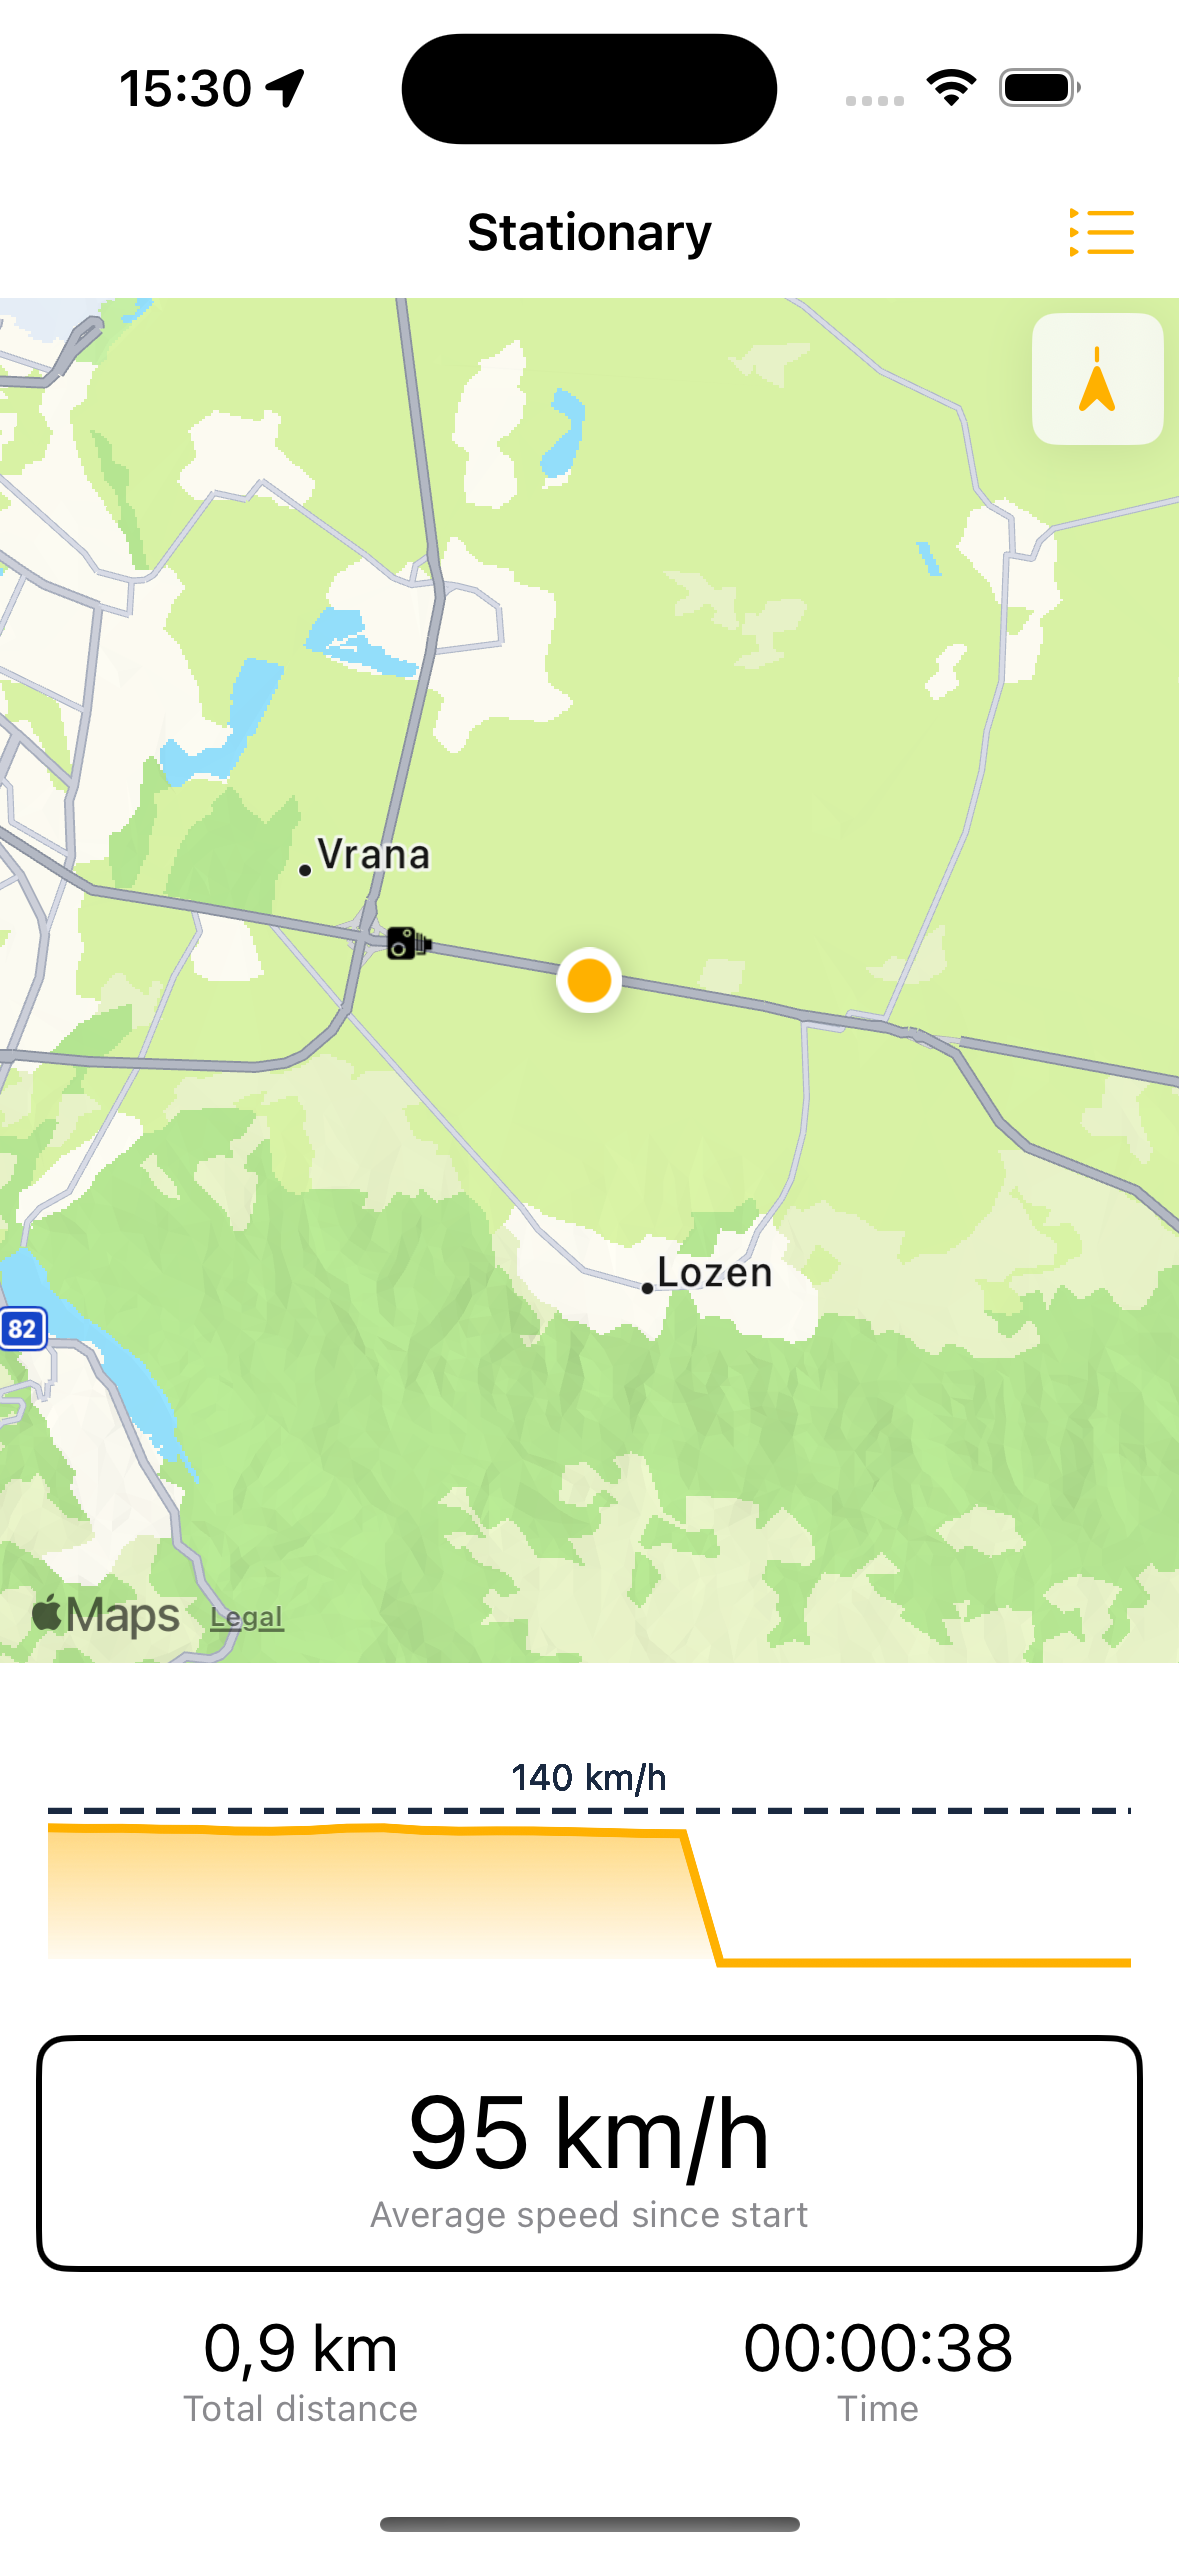 15:30
Stationary
Vrana
Lozen
82
Maps Legal
140 km/h
95 km/h
Average speed since start
0,9 km 00:00:38
Total distance Time